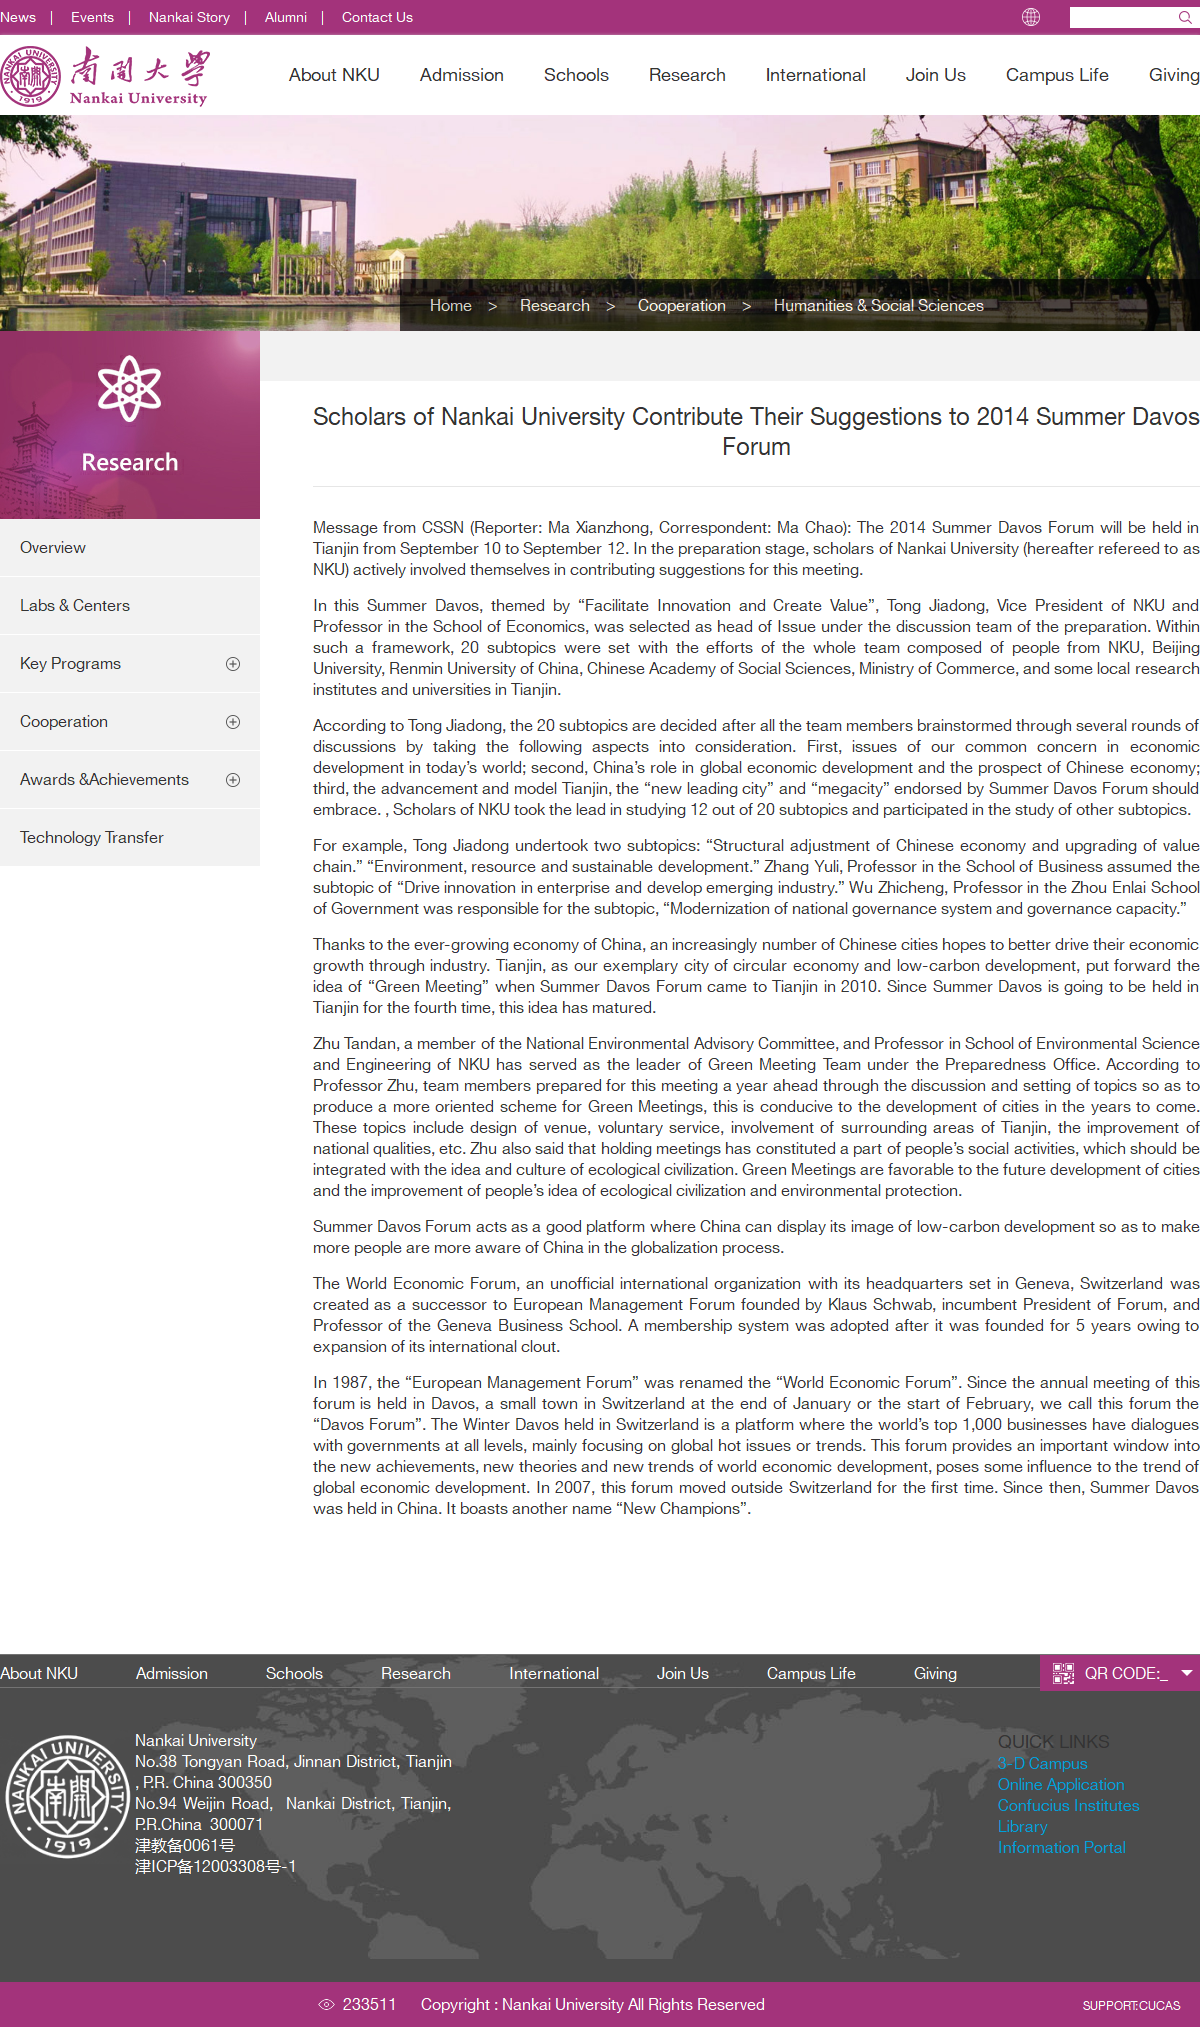 News | Events | Nankai Story | Alumni | Contact Us
南開大學
Nankai University
NANKAI UNIVERSITY
1919
About NKU Admission Schools Research International Join Us Campus Life Giving
Home > Research > Cooperation > Humanities & Social Sciences
Research
Overview
Labs & Centers
Key Programs
Cooperation
Awards &Achievements
Technology Transfer
Scholars of Nankai University Contribute Their Suggestions to 2014 Summer Davos
Forum
Message from CSSN (Reporter: Ma Xianzhong, Correspondent: Ma Chao): The 2014 Summer Davos Forum will be held in
Tianjin from September 10 to September 12. In the preparation stage, scholars of Nankai University (hereafter refereed to as
NKU) actively involved themselves in contributing suggestions for this meeting.
In this Summer Davos, themed by “Facilitate Innovation and Create Value”, Tong Jiadong, Vice President of NKU and
Professor in the School of Economics, was selected as head of Issue under the discussion team of the preparation. Within
such a framework, 20 subtopics were set with the efforts of the whole team composed of people from NKU, Beijing
University, Renmin University of China, Chinese Academy of Social Sciences, Ministry of Commerce, and some local research
institutes and universities in Tianjin.
According to Tong Jiadong, the 20 subtopics are decided after all the team members brainstormed through several rounds of
discussions by taking the following aspects into consideration. First, issues of our common concern in economic
development in today’s world; second, China’s role in global economic development and the prospect of Chinese economy;
third, the advancement and model Tianjin, the “new leading city” and “megacity” endorsed by Summer Davos Forum should
embrace. , Scholars of NKU took the lead in studying 12 out of 20 subtopics and participated in the study of other subtopics.
For example, Tong Jiadong undertook two subtopics: “Structural adjustment of Chinese economy and upgrading of value
chain.” “Environment, resource and sustainable development.” Zhang Yuli, Professor in the School of Business assumed the
subtopic of “Drive innovation in enterprise and develop emerging industry.” Wu Zhicheng, Professor in the Zhou Enlai School
of Government was responsible for the subtopic, “Modernization of national governance system and governance capacity.”
Thanks to the ever-growing economy of China, an increasingly number of Chinese cities hopes to better drive their economic
growth through industry. Tianjin, as our exemplary city of circular economy and low-carbon development, put forward the
idea of “Green Meeting” when Summer Davos Forum came to Tianjin in 2010. Since Summer Davos is going to be held in
Tianjin for the fourth time, this idea has matured.
Zhu Tandan, a member of the National Environmental Advisory Committee, and Professor in School of Environmental Science
and Engineering of NKU has served as the leader of Green Meeting Team under the Preparedness Office. According to
Professor Zhu, team members prepared for this meeting a year ahead through the discussion and setting of topics so as to
produce a more oriented scheme for Green Meetings, this is conducive to the development of cities in the years to come.
These topics include design of venue, voluntary service, involvement of surrounding areas of Tianjin, the improvement of
national qualities, etc. Zhu also said that holding meetings has constituted a part of people’s social activities, which should be
integrated with the idea and culture of ecological civilization. Green Meetings are favorable to the future development of cities
and the improvement of people’s idea of ecological civilization and environmental protection.
Summer Davos Forum acts as a good platform where China can display its image of low-carbon development so as to make
more people are more aware of China in the globalization process.
The World Economic Forum, an unofficial international organization with its headquarters set in Geneva, Switzerland was
created as a successor to European Management Forum founded by Klaus Schwab, incumbent President of Forum, and
Professor of the Geneva Business School. A membership system was adopted after it was founded for 5 years owing to
expansion of its international clout.
In 1987, the “European Management Forum” was renamed the “World Economic Forum”. Since the annual meeting of this
forum is held in Davos, a small town in Switzerland at the end of January or the start of February, we call this forum the
“Davos Forum”. The Winter Davos held in Switzerland is a platform where the world’s top 1,000 businesses have dialogues
with governments at all levels, mainly focusing on global hot issues or trends. This forum provides an important window into
the new achievements, new theories and new trends of world economic development, poses some influence to the trend of
global economic development. In 2007, this forum moved outside Switzerland for the first time. Since then, Summer Davos
was held in China. It boasts another name “New Champions”.
About NKU Admission Schools Research International Join Us Campus Life Giving QR CODE:_
NANKAI UNIVERSITY
1919
Nankai University
No.38 Tongyan Road, Jinnan District, Tianjin
, P.R. China 300350
No.94 Weijin Road, Nankai District, Tianjin,
P.R.China 300071
津教备0061号
津ICP备12003308号-1
QUICK LINKS
3-D Campus
Online Application
Confucius Institutes
Library
Information Portal
233511 Copyright : Nankai University All Rights Reserved
SUPPORT:CUCAS